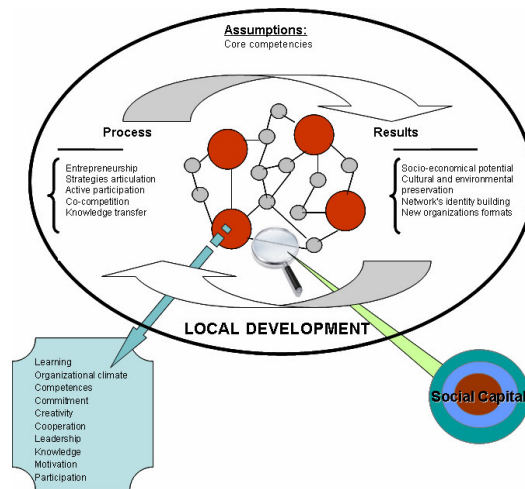 Assumptions:
Core competencies
Process
Results
Entrepreneurship
Strategies articulation
Active participation
Co-competition
Knowledge transfer
Socio-economical potential
Cultural and environmental
preservation
Network's identity building
New organizations formats
LOCAL DEVELOPMENT
Learning
Organizational climate
Competences
Commitment
Creativity
Cooperation
Leadership
Knowledge
Motivation
Participation
Social Capital